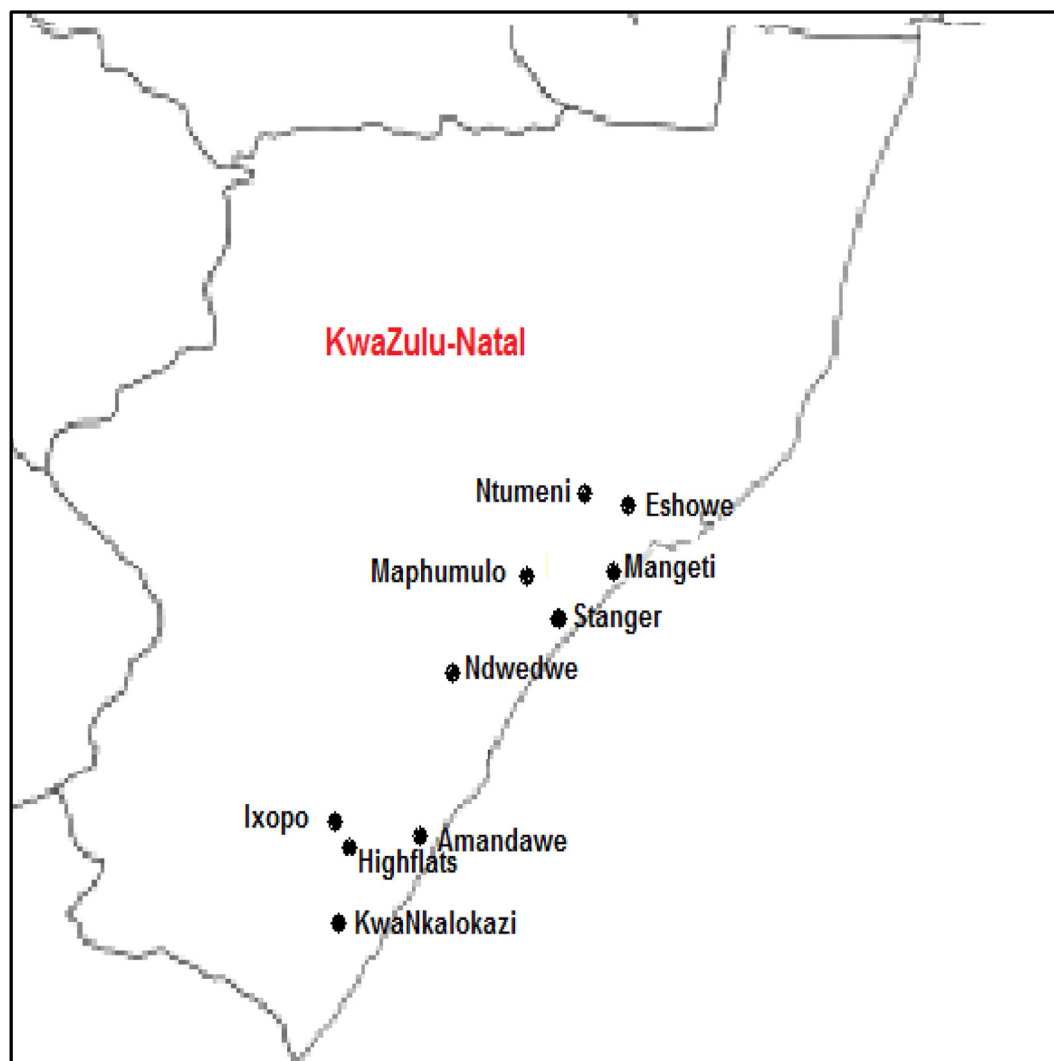 KwaZulu-Natal
Ntumeni
Eshowe
Maphumulo
Mangeti
Stanger
Ndwedwe
Ixopo
Amandawe
Highflats
KwaNkalokazi